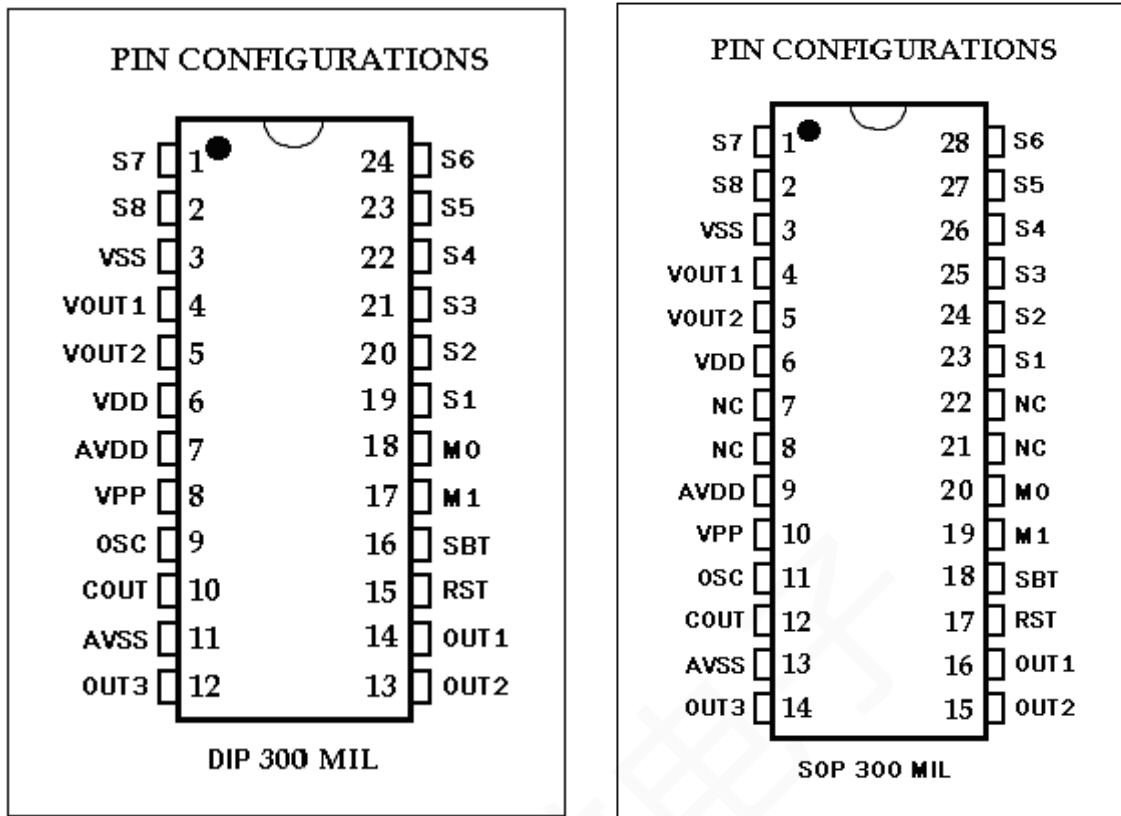 PIN CONFIGURATIONS
S7 1 24 S6
S8 2 23 S5
VSS 3 22 S4
VOUT1 4 21 S3
VOUT2 5 20 S2
VDD 6 19 S1
AVDD 7 18 M0
VPP 8 17 M1
OSC 9 16 SBT
COUT 10 15 RST
AVSS 11 14 OUT1
OUT3 12 13 OUT2
DIP 300 MIL
PIN CONFIGURATIONS
S7 1 28 S6
S8 2 27 S5
VSS 3 26 S4
VOUT1 4 25 S3
VOUT2 5 24 S2
VDD 6 23 S1
NC 7 22 NC
NC 8 21 NC
AVDD 9 20 M0
VPP 10 19 M1
OSC 11 18 SBT
COUT 12 17 RST
AVSS 13 16 OUT1
OUT3 14 15 OUT2
SOP 300 MIL
电子